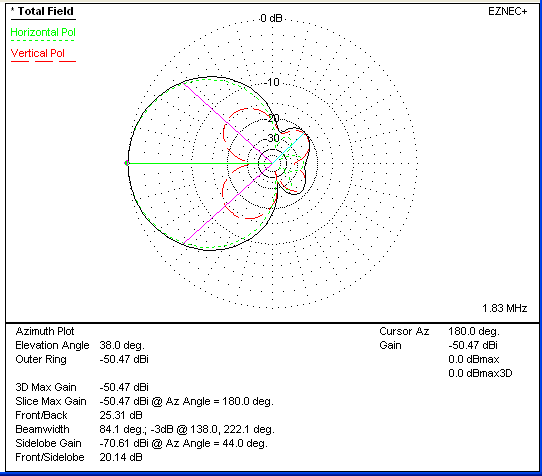 * Total Field
EZNEC+
Horizontal Pol
Vertical Pol
0 dB
-10
-20
-30
1.83 MHz
Azimuth Plot
Cursor Az 180.0 deg.
Elevation Angle 38.0 deg.
Gain -50.47 dBi
Outer Ring -50.47 dBi
0.0 dBmax
0.0 dBmax3D
3D Max Gain -50.47 dBi
Slice Max Gain -50.47 dBi @ Az Angle = 180.0 deg.
Front/Back 25.31 dB
Beamwidth 84.1 deg.; -3dB @ 138.0, 222.1 deg.
Sidelobe Gain -70.61 dBi @ Az Angle = 44.0 deg.
Front/Sidelobe 20.14 dB